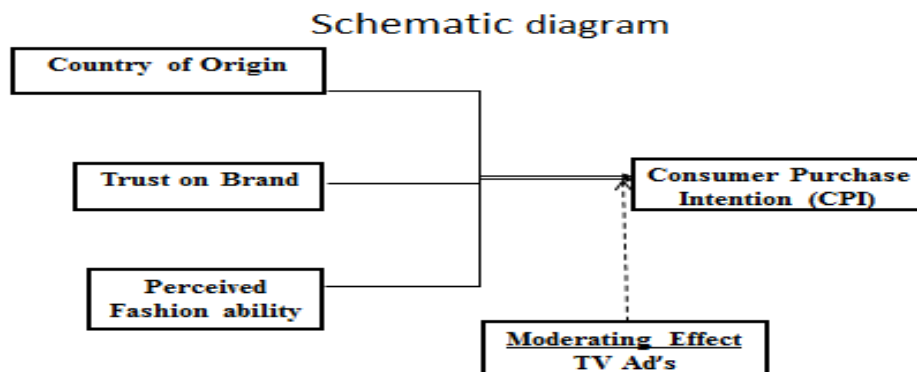 Schematic diagram
Country of Origin
Trust on Brand
Consumer Purchase
Intention (CPI)
Perceived
Fashion ability
Moderating Effect
TV Ad's